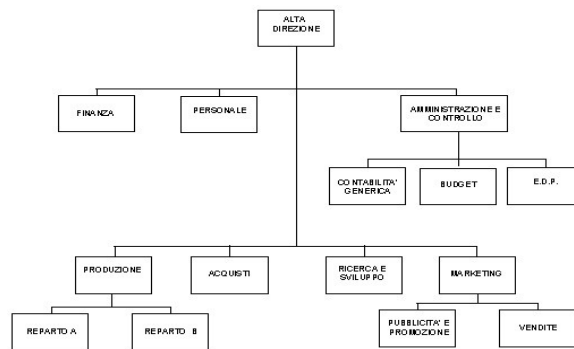 ALTA
DIREZIONE
FINANZA
PERSONALE
AMMINISTRAZIONE E
CONTROLLO
CONTABILITA'
GENERICA
BUDGET
E.D.P.
PRODUZIONE
ACQUISTI
RICERCA E
SVILUPPO
MARKETING
REPARTO A
REPARTO B
PUBBLICITA' E
PROMOZIONE
VENDITE